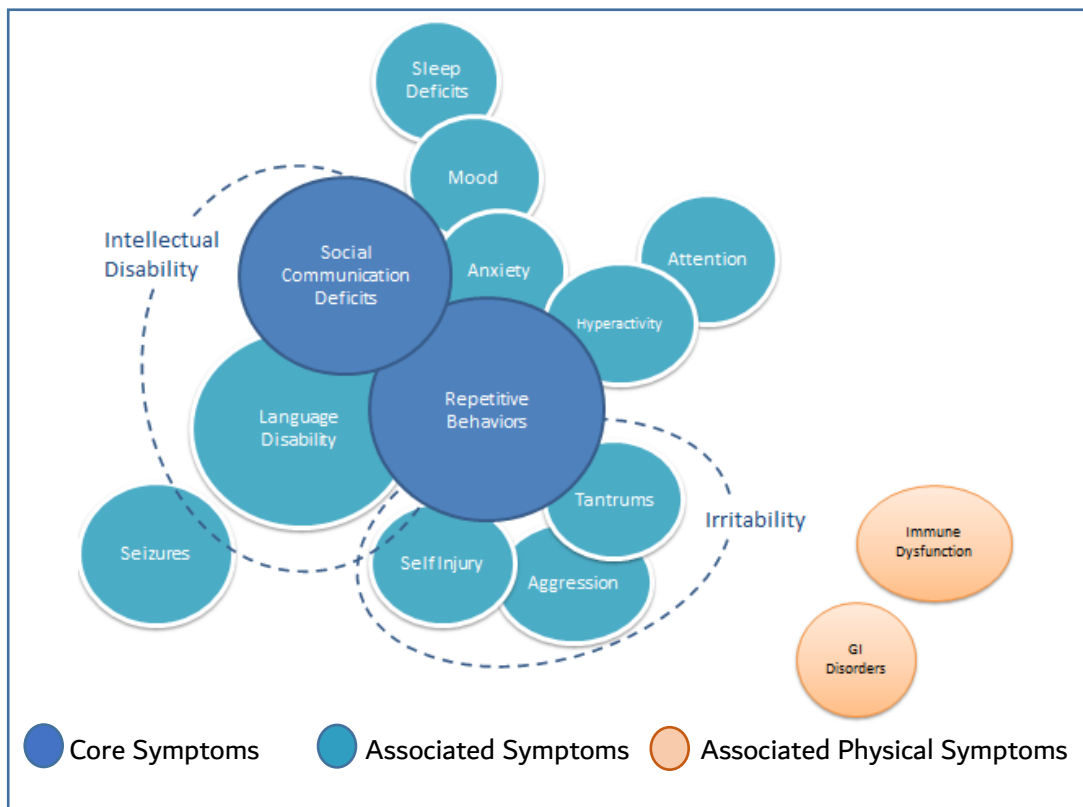 Sleep
Deficits
Mood
Intellectual
Disability
Social
Communication
Deficits
Anxiety
Attention
Hyperactivity
Repetitive
Behaviors
Language
Disability
Tantrums
Irritability
Seizures
Self Injury
Aggression
Immune
Dysfunction
GI
Disorders
Core Symptoms
Associated Symptoms
Associated Physical Symptoms